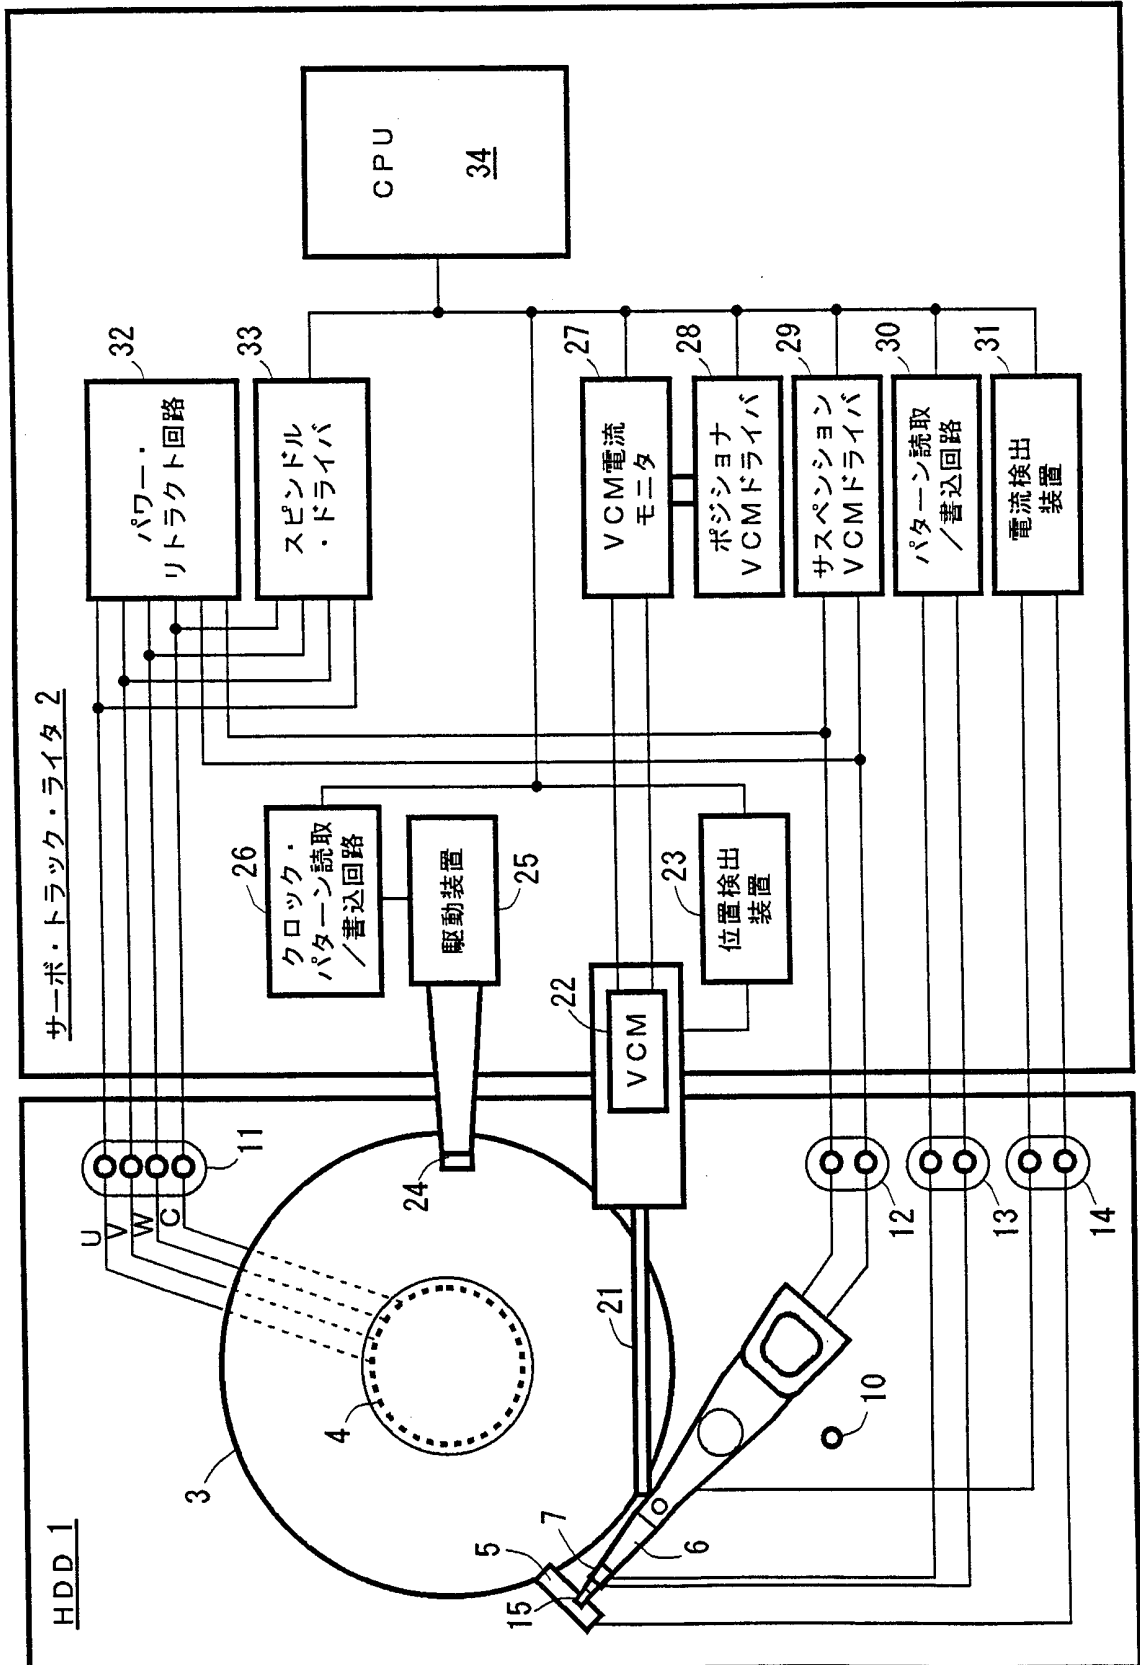 サーボ・トラック・ライタ 2
パワー・
リトラクト回路
32
スピンドル
・ドライバ
33
CPU
34
クロック・
パターン読取
／書込回路
26
駆動装置
25
VCM電流
モニタ
27
ポジショナ
VCMドライバ
28
サスペンション
VCMドライバ
29
パターン読取
／書込回路
30
電流検出
装置
31
位置検出
装置
23
VCM
22
HDD 1
U
V
W
C
11
24
3
4
21
5
7
15
6
10
12
13
14